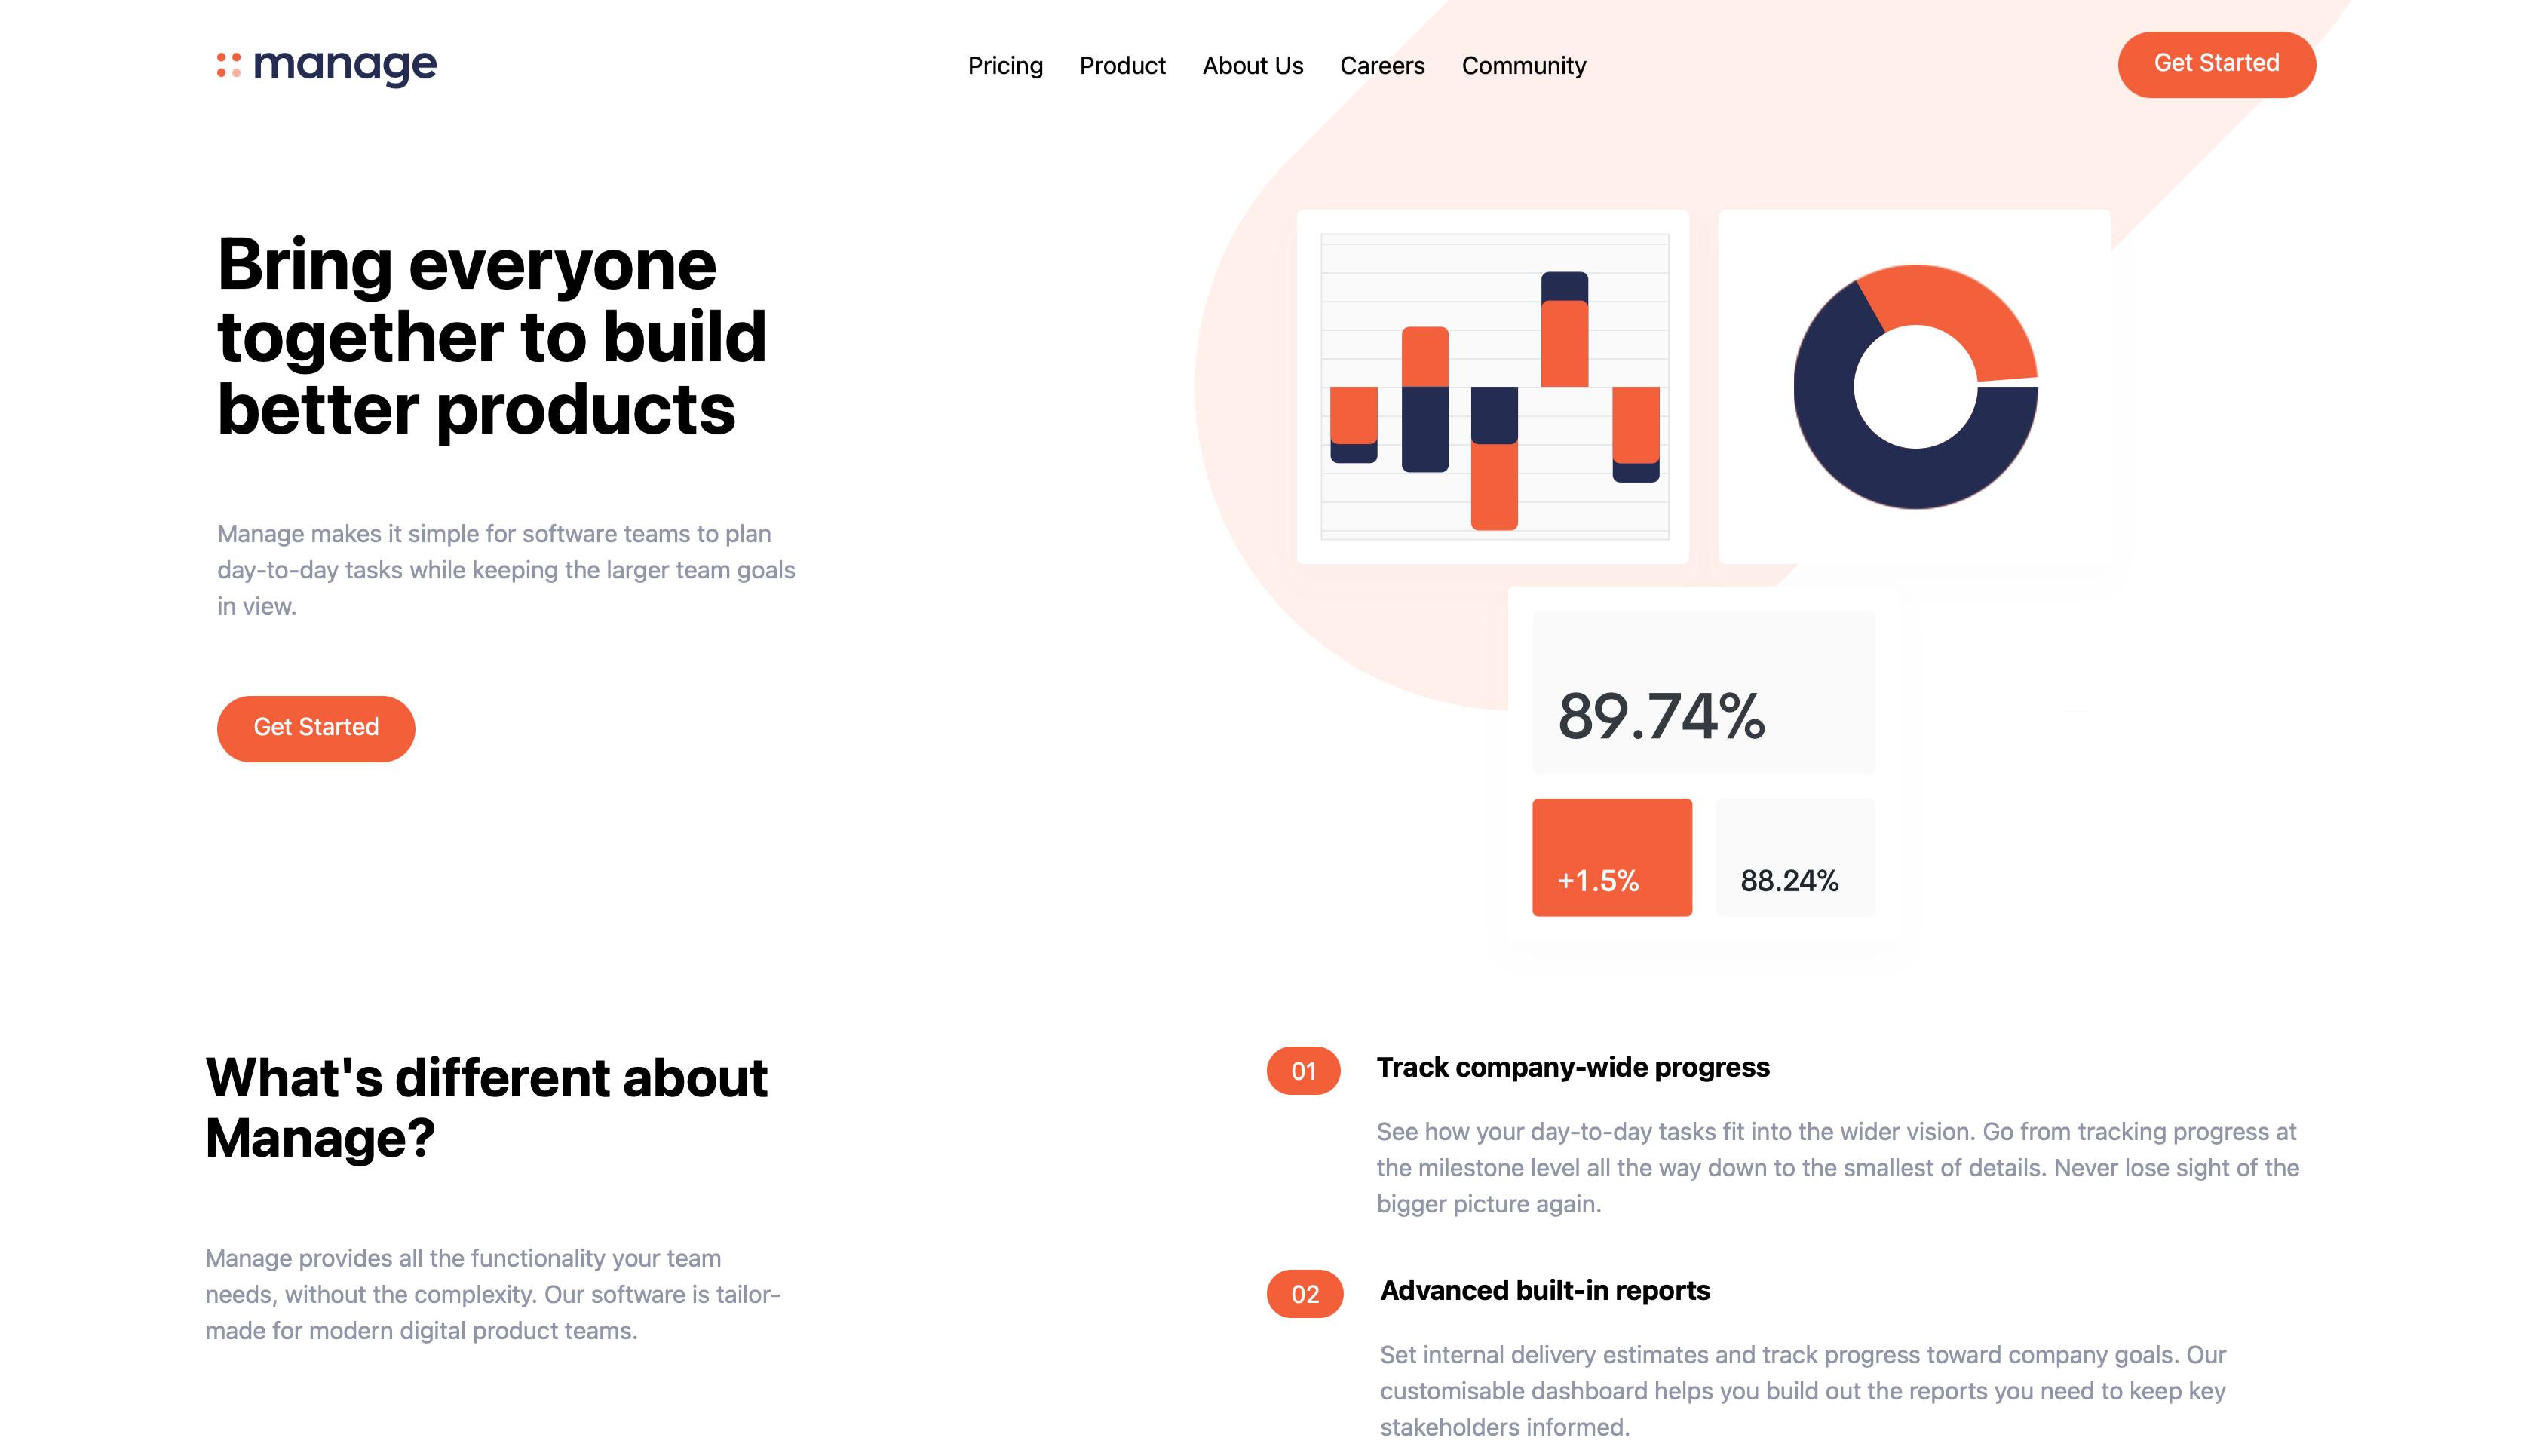 manage
Pricing
Product
About Us
Careers
Community
Get Started
Bring everyone
together to build
better products
Manage makes it simple for software teams to plan
day-to-day tasks while keeping the larger team goals
in view.
Get Started
89.74%
+1.5%
88.24%
What's different about
Manage?
Manage provides all the functionality your team
needs, without the complexity. Our software is tailor-
made for modern digital product teams.
01
Track company-wide progress
See how your day-to-day tasks fit into the wider vision. Go from tracking progress at
the milestone level all the way down to the smallest of details. Never lose sight of the
bigger picture again.
02
Advanced built-in reports
Set internal delivery estimates and track progress toward company goals. Our
customisable dashboard helps you build out the reports you need to keep key
stakeholders informed.